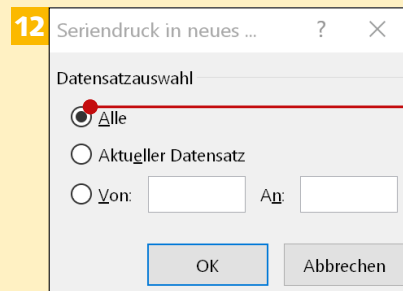 12
Seriendruck in neues ... ?
Datensatzauswahl
Alle
Aktueller Datensatz
Von: An:
OK Abbrechen